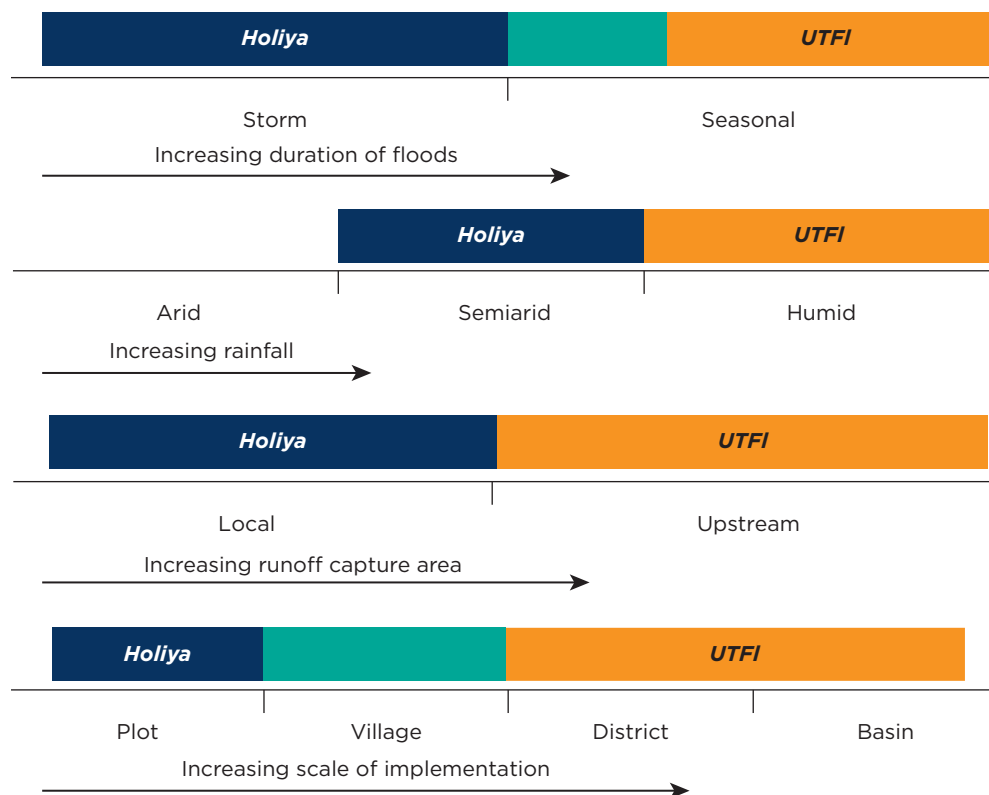 Holiya UTFI
Storm Seasonal
Increasing duration of floods
Holiya UTFI
Arid Semiarid Humid
Increasing rainfall
Holiya UTFI
Local Upstream
Increasing runoff capture area
Holiya UTFI
Plot Village District Basin
Increasing scale of implementation